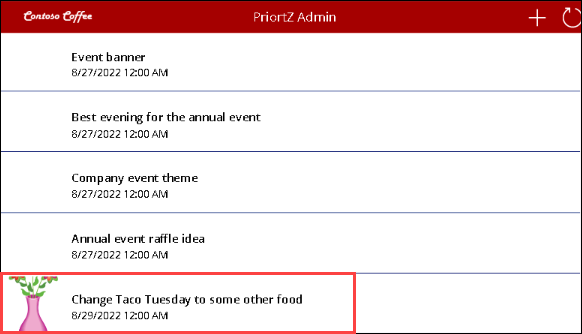 Contoso Coffee
PriortZ Admin
Event banner
8/27/2022 12:00 AM
Best evening for the annual event
8/27/2022 12:00 AM
Company event theme
8/27/2022 12:00 AM
Annual event raffle idea
8/27/2022 12:00 AM
Change Taco Tuesday to some other food
8/29/2022 12:00 AM